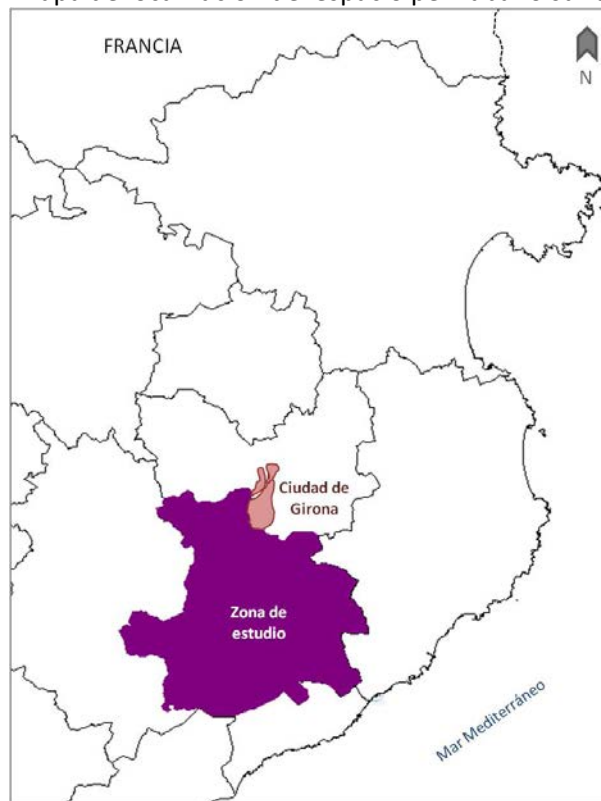 FRANCIA
N
Ciudad de
Girona
Zona de
estudio
Mar Mediterráneo